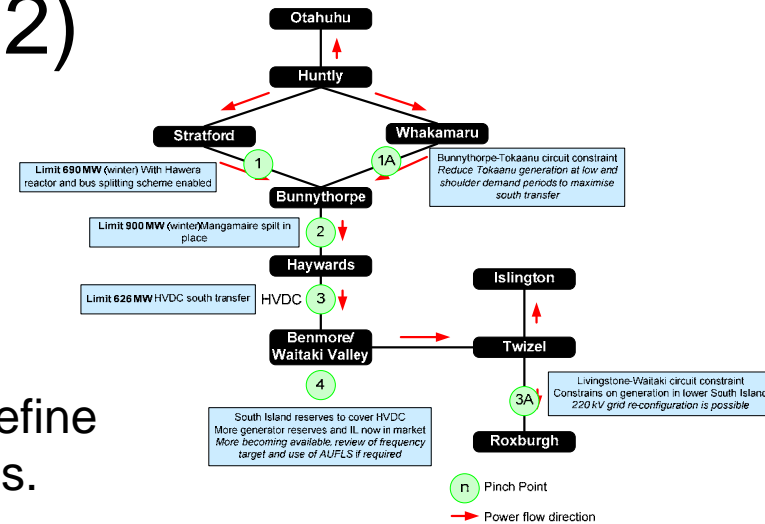 2)
Otahuhu
Huntly
Stratford
Whakamaru
1
1A
Limit 690 MW (winter) With Hawera
reactor and bus splitting scheme enabled
Bunnythorpe-Tokaanu circuit constraint
Reduce Tokaanu generation at low and
shoulder demand periods to maximise
south transfer
Bunnythorpe
Limit 900 MW (winter)Mangamaire spilt in
place
2
Haywards
Islington
Limit 626 MW HVDC south transfer
HVDC
3
Benmore/
Waitaki Valley
Twizel
4
Livingstone-Waitaki circuit constraint
Constrains on generation in lower South Island
220 kV grid re-configuration is possible
3A
efine
s.
South Island reserves to cover HVDC
More generator reserves and IL now in market
More becoming available, review of frequency
target and use of AUFLS if required
Roxburgh
n Pinch Point
Power flow direction